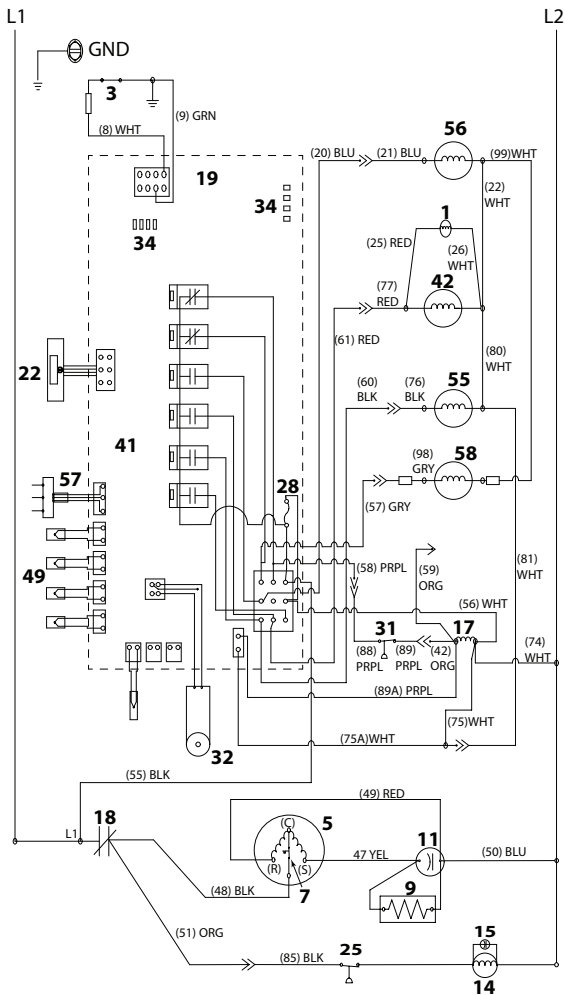 L1
L2
GND
3
(9) GRN
(8) WHT
19
34
34
(20) BLU
(21) BLU
56
(99)WHT
(22)
WHT
1
(25) RED
(26)
WHT
42
(77)
RED
(61) RED
(80)
WHT
22
(60)
BLK
(76)
BLK
55
41
58
(98)
GRY
57
28
(57) GRY
(58) PRPL
(59)
ORG
(81)
WHT
49
(56) WHT
31
17
(88)
PRPL
(89)
PRPL
(42)
ORG
(74)
WHT
(89A) PRPL
(75)WHT
(75A)WHT
32
(55) BLK
18
L1
(49) RED
5
(C)
(R)
(S)
7
47 YEL
11
(50) BLU
9
(48) BLK
(51) ORG
(85) BLK
25
15
14